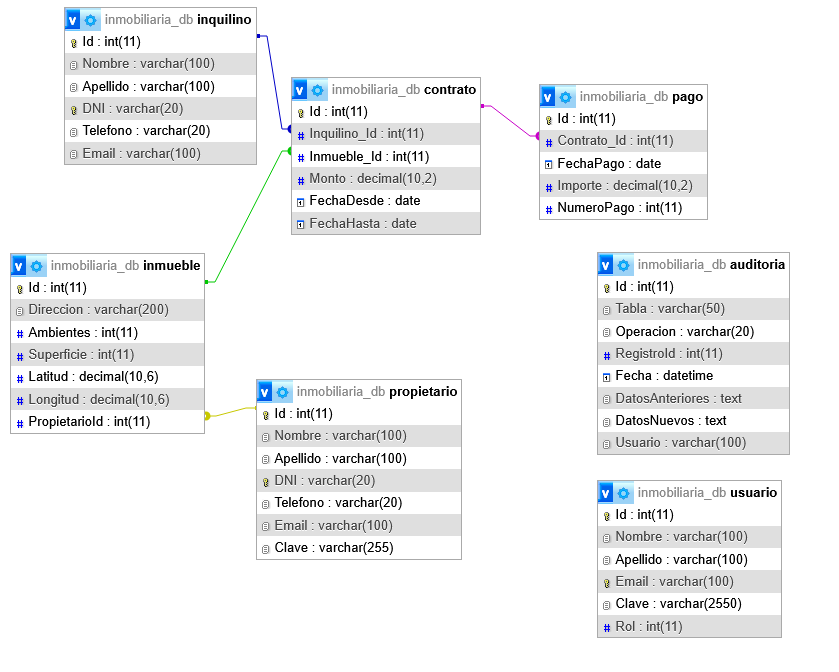 inmobiliaria_db inquilino
Id : int(11)
Nombre : varchar(100)
Apellido : varchar(100)
DNI : varchar(20)
Telefono : varchar(20)
Email : varchar(100)
inmobiliaria_db contrato
Id : int(11)
Inquilino_Id : int(11)
Inmueble_Id : int(11)
Monto : decimal(10,2)
FechaDesde : date
FechaHasta : date
inmobiliaria_db pago
Id : int(11)
Contrato_Id : int(11)
FechaPago : date
Importe : decimal(10,2)
NumeroPago : int(11)
inmobiliaria_db inmueble
Id : int(11)
Direccion : varchar(200)
Ambientes : int(11)
Superficie : int(11)
Latitud : decimal(10,6)
Longitud : decimal(10,6)
PropietarioId : int(11)
inmobiliaria_db propietario
Id : int(11)
Nombre : varchar(100)
Apellido : varchar(100)
DNI : varchar(20)
Telefono : varchar(20)
Email : varchar(100)
Clave : varchar(255)
inmobiliaria_db auditoria
Id : int(11)
Tabla : varchar(50)
Operacion : varchar(20)
RegistroId : int(11)
Fecha : datetime
DatosAnteriores : text
DatosNuevos : text
Usuario : varchar(100)
inmobiliaria_db usuario
Id : int(11)
Nombre : varchar(100)
Apellido : varchar(100)
Email : varchar(100)
Clave : varchar(2550)
Rol : int(11)